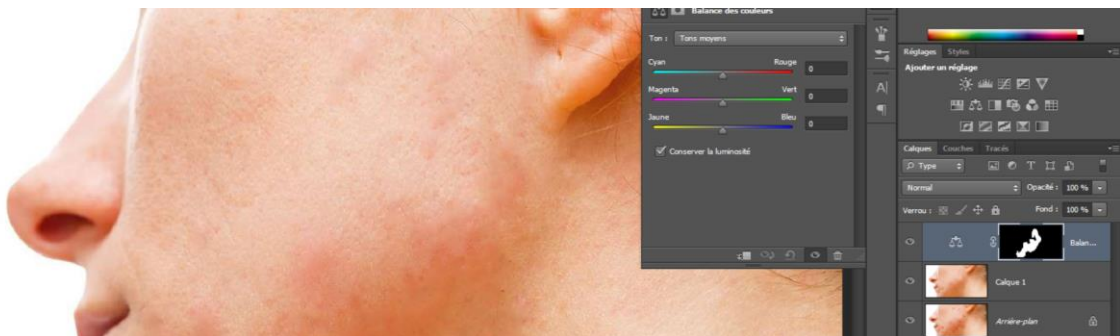 Balance des couleurs
Ton : Tons moyens
Cyan Rouge 0
Magenta Vert 0
Jaune Bleu 0
Conserver la luminosité
A|
¶
Réglages Styles
Ajouter un réglage
Calques Couches Tracés
Type T
Normal Opacité : 100 %
Verrou : Fond : 100 %
Balan...
Calque 1
Arrière-plan